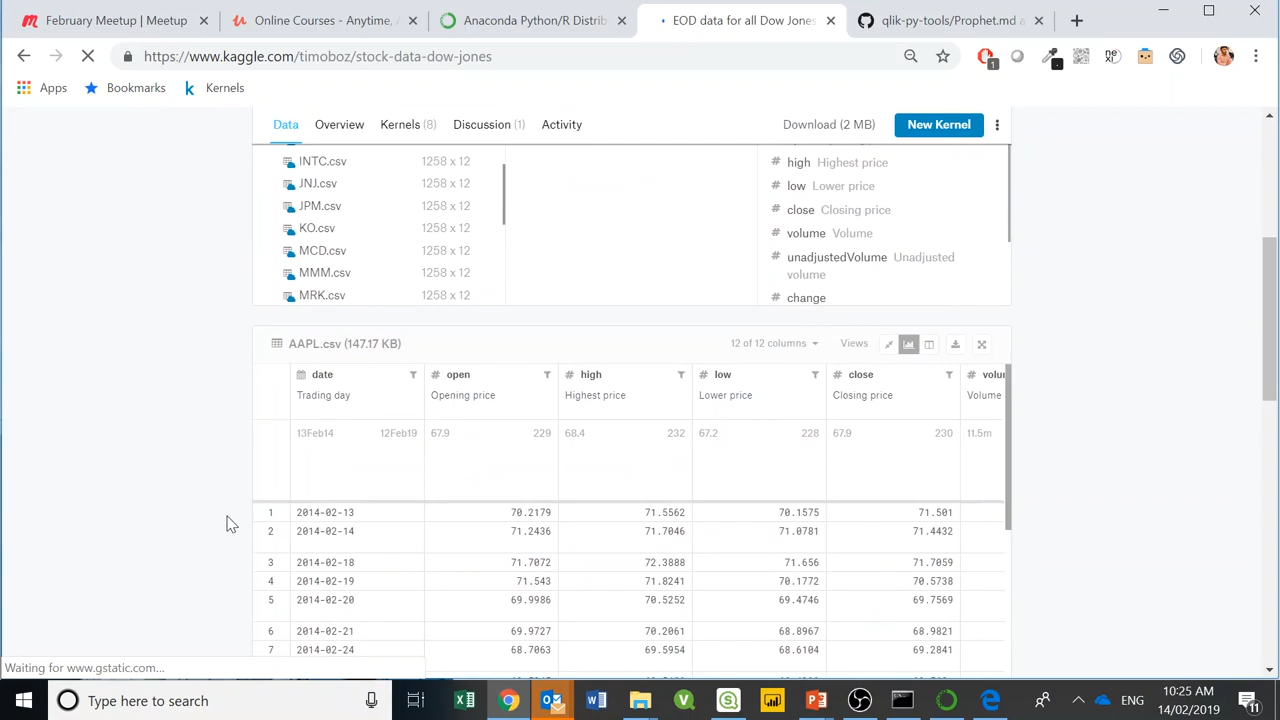 February Meetup | Meetup
Online Courses - Anytime, A
Anaconda Python/R Distrib
EOD data for all Dow Jones
qlik-py-tools/Prophet.md a
https://www.kaggle.com/timoboz/stock-data-dow-jones
1
Apps
Bookmarks
Kernels
Data
Overview
Kernels (8)
Discussion (1)
Activity
Download (2 MB)
New Kernel
INTC.csv 1258 x 12
JNJ.csv 1258 x 12
JPM.csv 1258 x 12
KO.csv 1258 x 12
MCD.csv 1258 x 12
MMM.csv 1258 x 12
MRK.csv 1258 x 12
# high Highest price
# low Lower price
# close Closing price
# volume Volume
# unadjustedVolume Unadjusted
volume
# change
AAPL.csv (147.17 KB)
12 of 12 columns
Views
date # open # high # low # close # volu
Trading day Opening price Highest price Lower price Closing price Volume
13Feb14 12Feb19 67.9 229 68.4 232 67.2 228 67.9 230 11.5m
1 2014-02-13 70.2179 71.5562 70.1575 71.501
2 2014-02-14 71.2436 71.7046 71.0781 71.4432
3 2014-02-18 71.7072 72.3888 71.656 71.7059
4 2014-02-19 71.543 71.8241 70.1772 70.5738
5 2014-02-20 69.9986 70.5252 69.4746 69.7569
6 2014-02-21 69.9727 70.2061 68.8967 68.9821
7 2014-02-24 68.7063 69.5954 68.6104 69.2841
Waiting for www.gstatic.com...
Type here to search
ENG
10:25 AM
14/02/2019
11